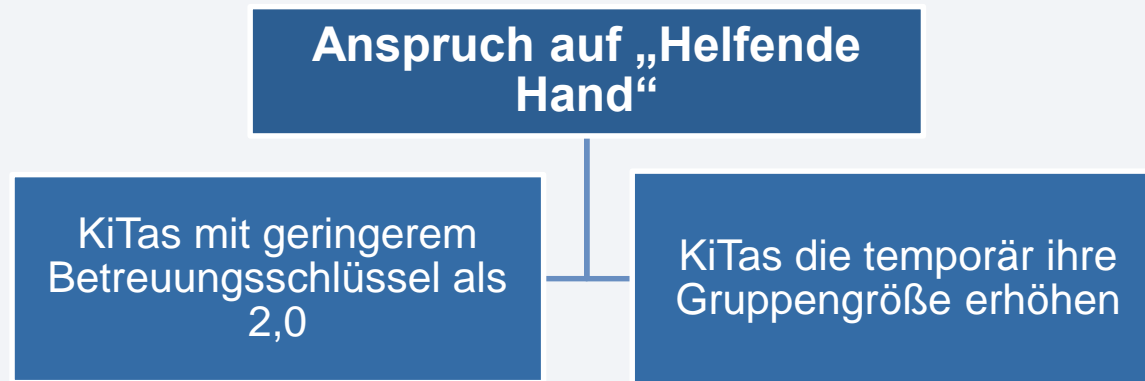 Anspruch auf „Helfende
Hand“
KiTas mit geringerem
Betreuungsschlüssel als
2,0
KiTas die temporär ihre
Gruppengröße erhöhen